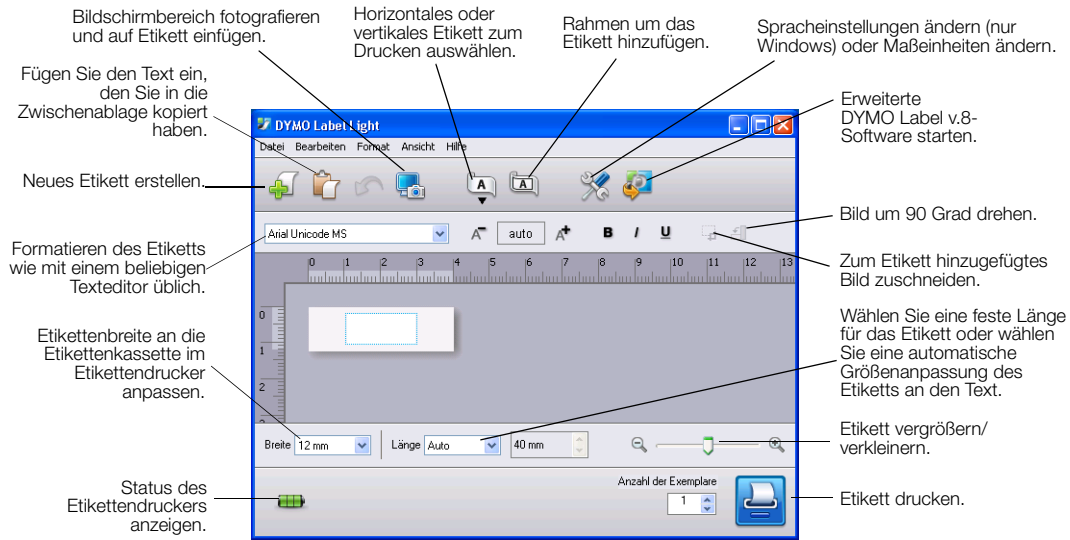 Bildschirmbereich fotografieren
und auf Etikett einfügen.
Horizontales oder
vertikales Etikett zum
Drucken auswählen.
Rahmen um das
Etikett hinzufügen.
Spracheinstellungen ändern (nur
Windows) oder Maßeinheiten ändern.
Fügen Sie den Text ein,
den Sie in die
Zwischenablage kopiert
haben.
Erweiterte
DYMO Label v.8-
Software starten.
Neues Etikett erstellen.
Bild um 90 Grad drehen.
Formatieren des Etiketts
wie mit einem beliebigen
Texteditor üblich.
Zum Etikett hinzugefügtes
Bild zuschneiden.
Etikettenbreite an die
Etikettenkassette im
Etikettendrucker
anpassen.
Wählen Sie eine feste Länge
für das Etikett oder wählen
Sie eine automatische
Größenanpassung des
Etiketts an den Text.
Etikett vergrößern/
verkleinern.
Status des
Etikettendruckers
anzeigen.
Etikett drucken.
DYMO Label Light
Datei Bearbeiten Format Ansicht Hilfe
A A
Arial Unicode MS A- auto A+ B I U
0 1 2 3 4 5 6 7 8 9 10 11 12 13
0
1
2
Breite 12 mm Länge Auto 40 mm
Anzahl der Exemplare
1